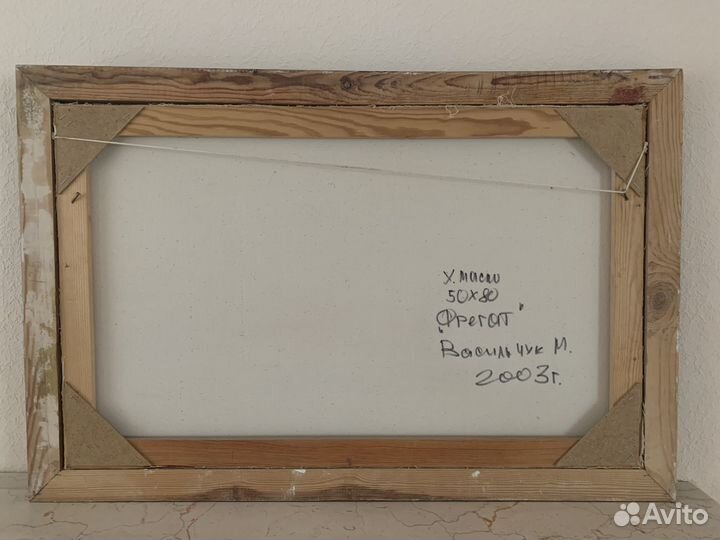 х. масло
50х80
"Фрегат"
Васильчук М.
2003г.
Avito